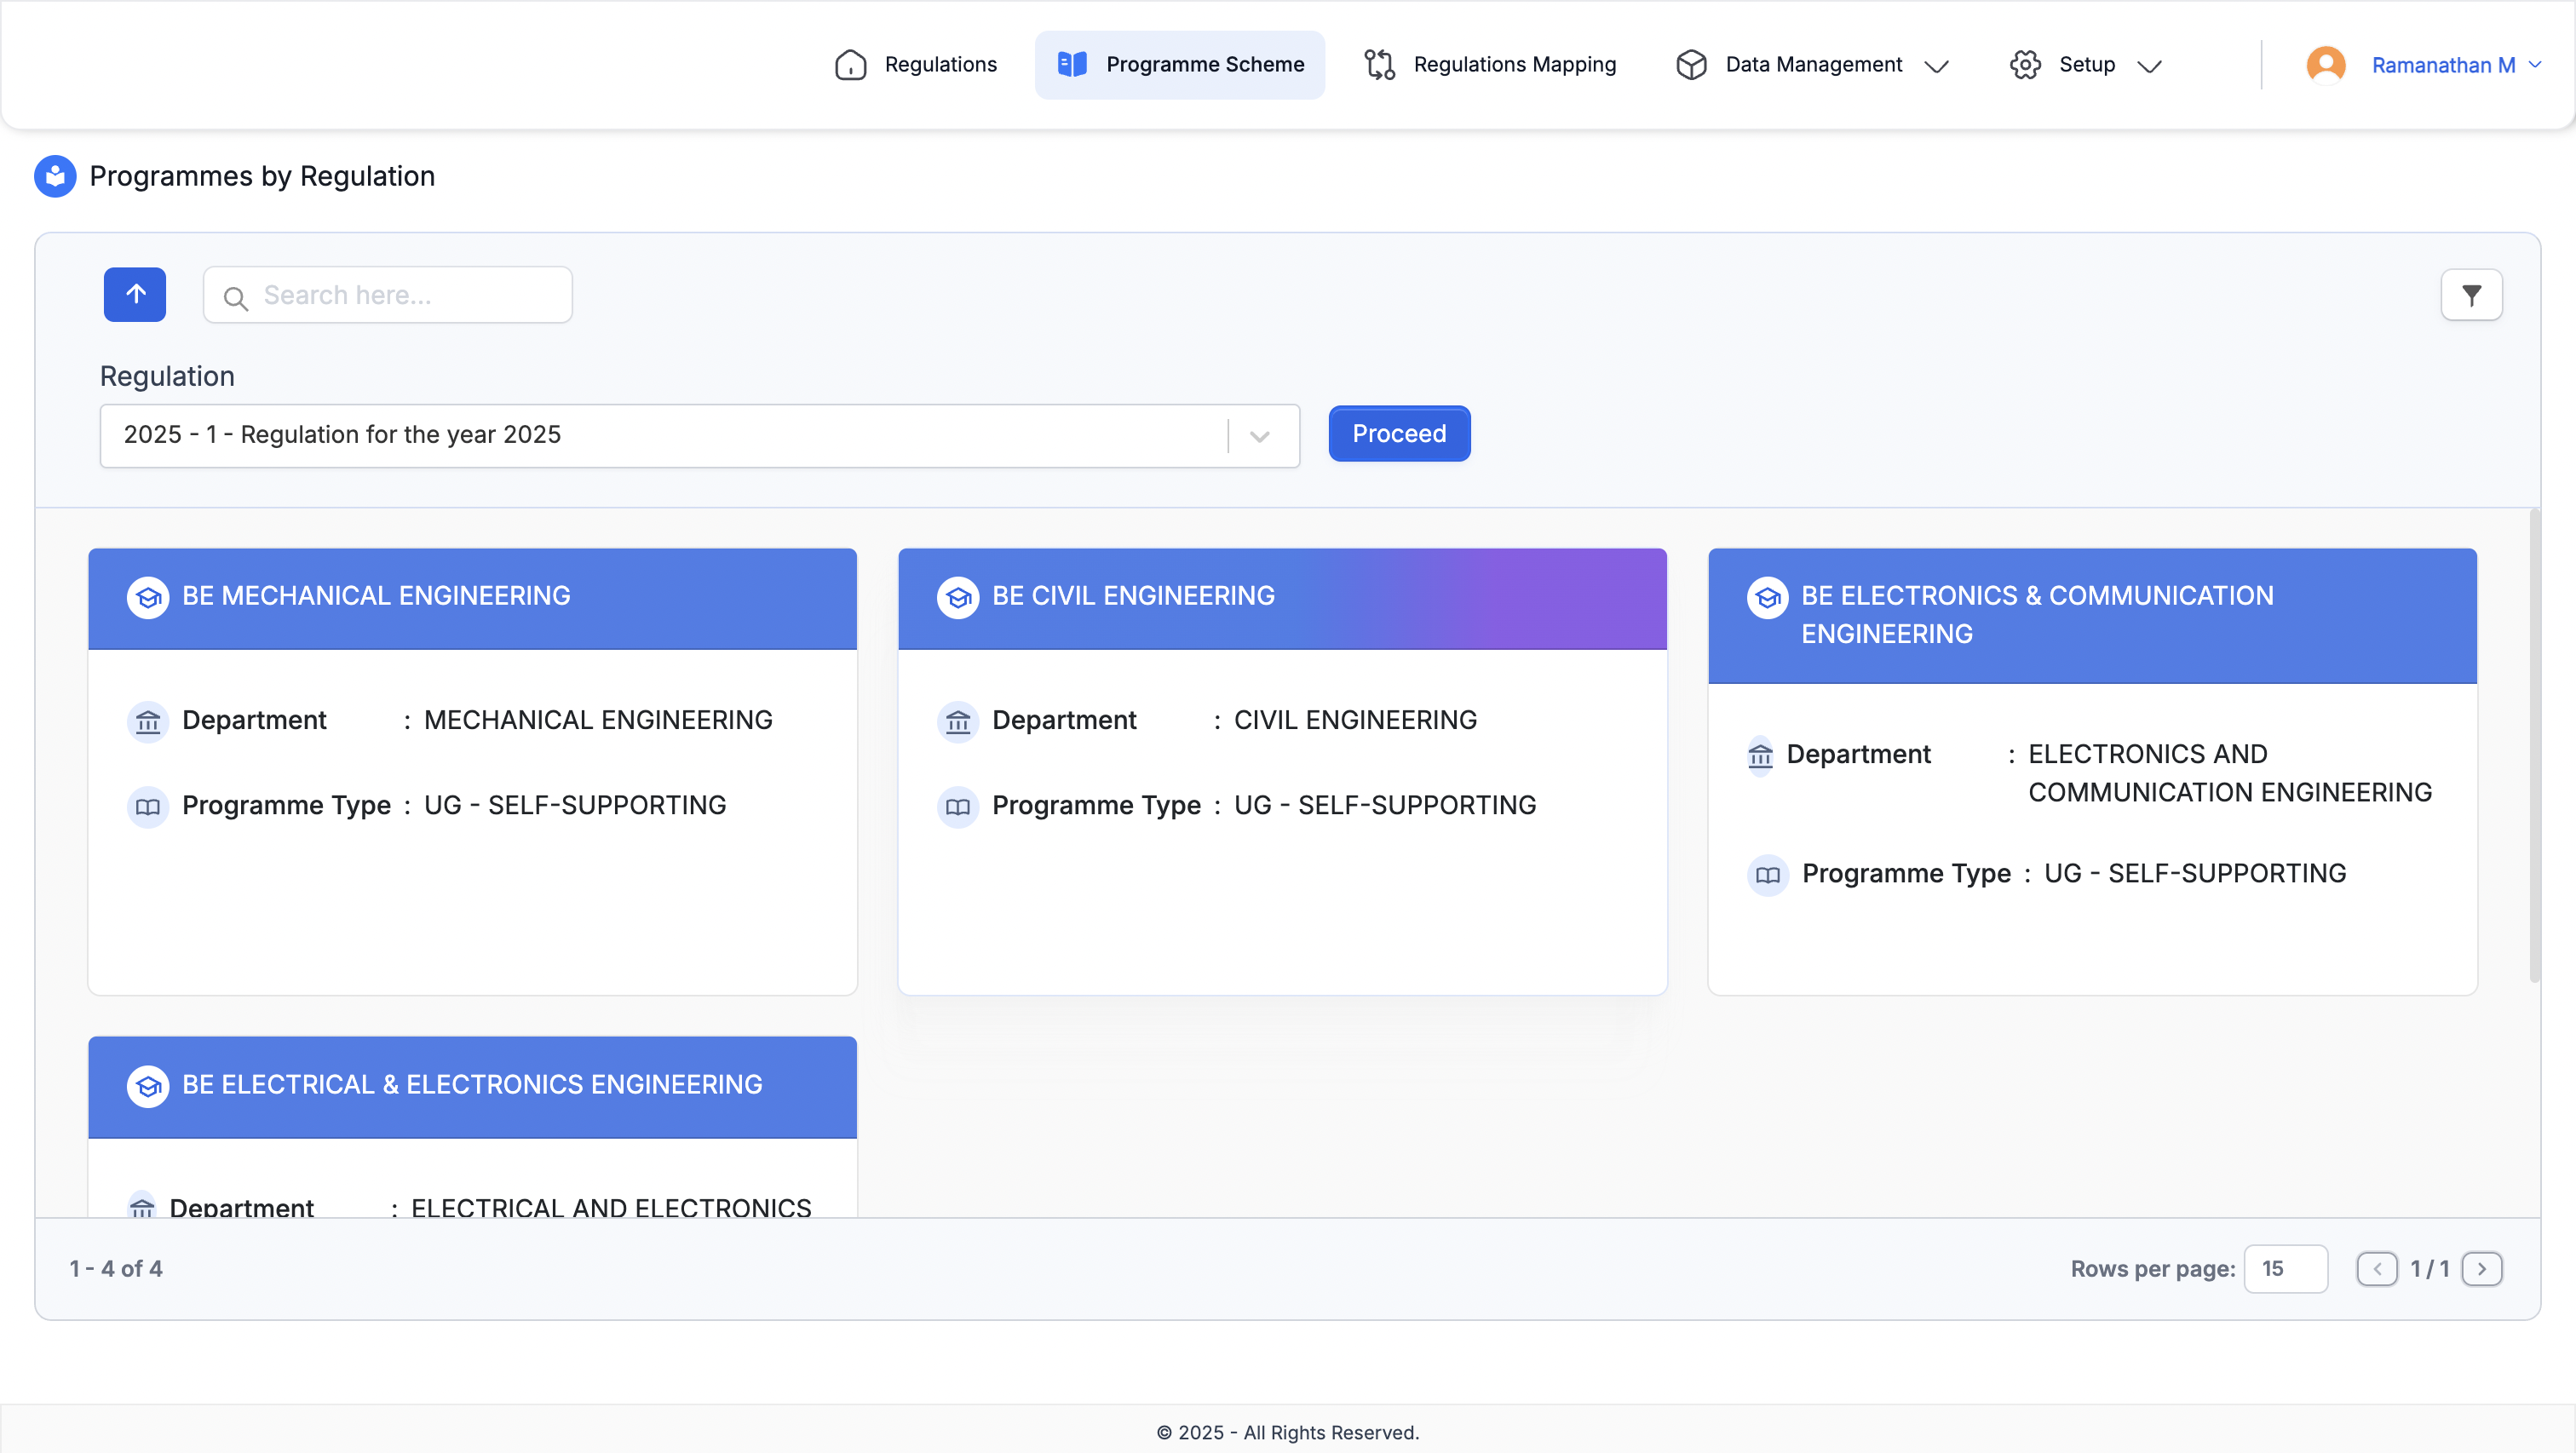 Regulations
Programme Scheme
Regulations Mapping
Data Management
Setup
Ramanathan M
Programmes by Regulation
Search here...
Regulation
2025 - 1 - Regulation for the year 2025
Proceed
BE MECHANICAL ENGINEERING
Department : MECHANICAL ENGINEERING
Programme Type : UG - SELF-SUPPORTING
BE CIVIL ENGINEERING
Department : CIVIL ENGINEERING
Programme Type : UG - SELF-SUPPORTING
BE ELECTRONICS & COMMUNICATION
ENGINEERING
Department : ELECTRONICS AND
COMMUNICATION ENGINEERING
Programme Type : UG - SELF-SUPPORTING
BE ELECTRICAL & ELECTRONICS ENGINEERING
Department : ELECTRICAL AND ELECTRONICS
1 - 4 of 4
Rows per page: 15
1 / 1
© 2025 - All Rights Reserved.